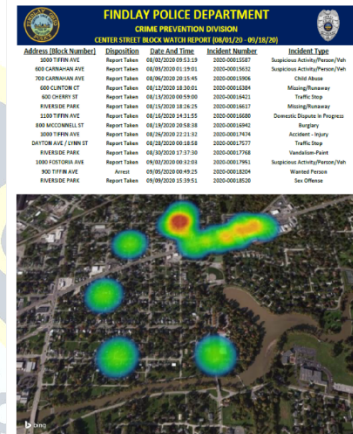 FINDLAY POLICE DEPARTMENT
CRIME PREVENTION DIVISION
CENTER STREET BLOCK WATCH REPORT (08/01/20 - 09/18/20)
Address (Block Number) Disposition Date And Time Incident Number Incident Type
1000 TIFFIN AVE Report Taken 08/02/2020 09:53:19 2020-00015587 Suspicious Activity/Person/Veh
600 CARNAHAN AVE Report Taken 08/03/2020 01:19:01 2020-00015632 Suspicious Activity/Person/Veh
700 CARNAHAN AVE Report Taken 08/06/2020 20:15:45 2020-00015906 Child Abuse
600 CLINTON CT Report Taken 08/12/2020 18:30:01 2020-00016384 Missing/Runaway
600 CHERRY ST Report Taken 08/13/2020 00:59:00 2020-00016421 Traffic Stop
RIVERSIDE PARK Report Taken 08/15/2020 18:26:25 2020-00016617 Missing/Runaway
1100 TIFFIN AVE Report Taken 08/16/2020 14:31:55 2020-00016680 Domestic Dispute In Progress
800 MCCONNELL ST Report Taken 08/19/2020 20:58:38 2020-00016942 Burglary
1000 TIFFIN AVE Report Taken 08/26/2020 22:21:32 2020-00017474 Accident - Injury
DAYTON AVE / LYNN ST Report Taken 08/28/2020 00:18:58 2020-00017577 Traffic Stop
RIVERSIDE PARK Report Taken 08/30/2020 17:37:30 2020-00017768 Vandalism-Paint
1000 FOSTORIA AVE Report Taken 09/02/2020 00:32:03 2020-00017951 Suspicious Activity/Person/Veh
900 TIFFIN AVE Arrest 09/05/2020 00:49:25 2020-00018204 Wanted Person
RIVERSIDE PARK Report Taken 09/09/2020 15:39:51 2020-00018520 Sex Offense
bing